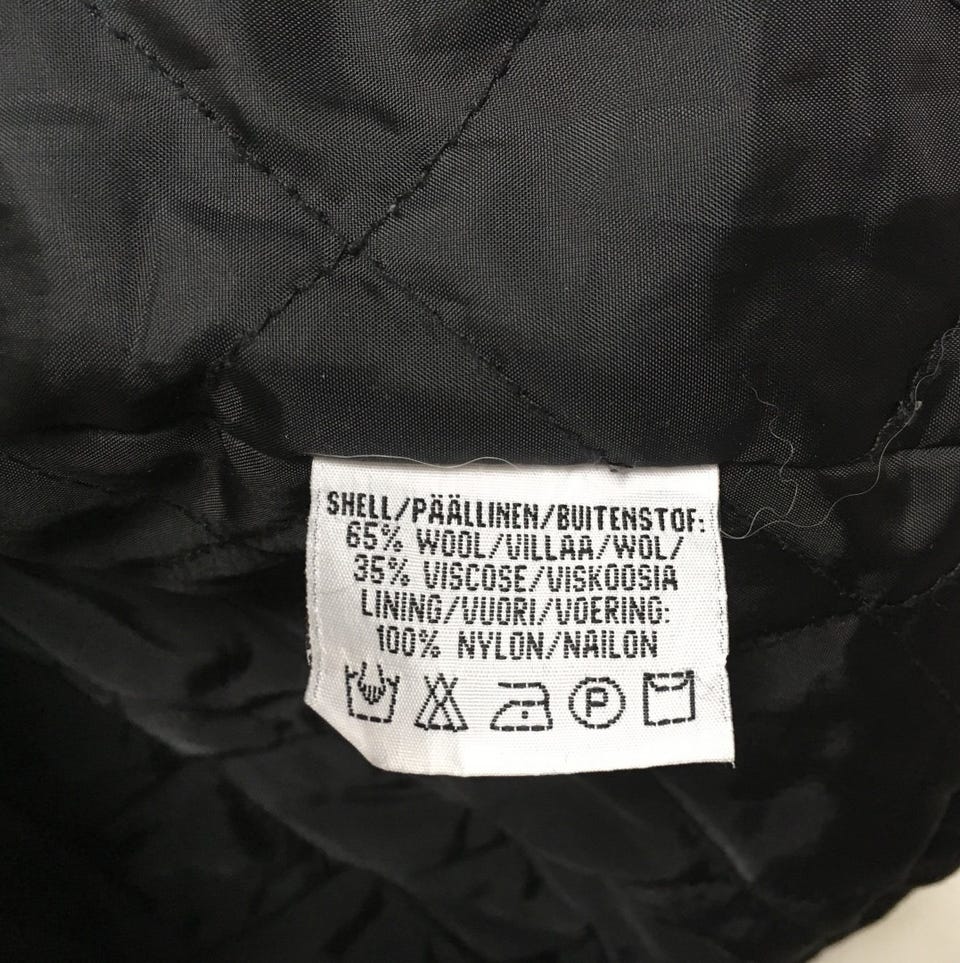 SHELL/PÄÄLLINEN/BUITENSTOF:
65% WOOL/VILLAA/WOL/
35% VISCOSE/VISKOOSIA
LINING/VUORI/VOERING:
100% NYLON/NAILON
P